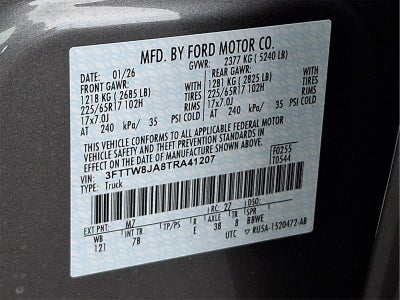 MFD. BY FORD MOTOR CO.
DATE: 01/26 GVWR: 2377 KG ( 5240 LB)
FRONT GAWR: REAR GAWR:
1218 KG ( 2685 LB) WITH 1281 KG ( 2825 LB) WITH
225/65R17 102H TIRES 225/65R17 102H TIRES
17x7.0J RIMS 17x7.0J RIMS
AT 240 kPa/ 35 PSI COLD AT 240 kPa/ 35 PSI COLD
THIS VEHICLE CONFORMS TO ALL APPLICABLE FEDERAL MOTOR
VEHICLE SAFETY AND THEFT PREVENTION STANDARDS IN EFFECT ON THE
DATE OF MANUFACTURE SHOWN ABOVE.
VIN: 3FTTW8JA8TRA41207 F0255
TYPE: Truck TD544
EXT PNT: M7 RC: 27 DSO:
WB INT TR TP/PS R AXLE TR SPR
121 7B E 38 8 BBWE
UTC RU5A-1520472-AB